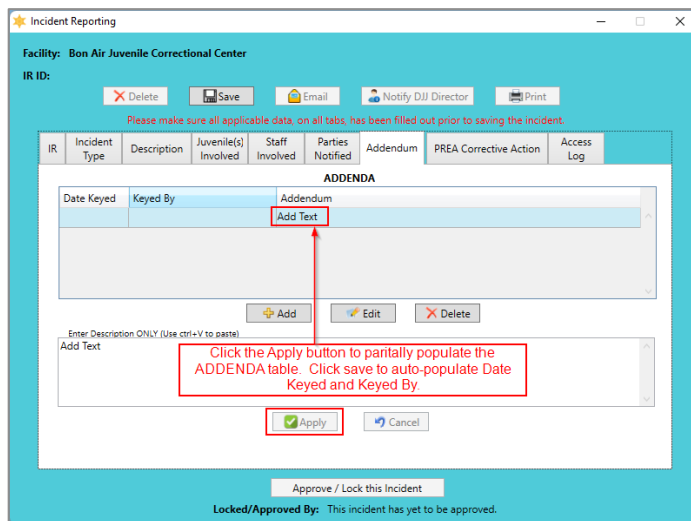 Incident Reporting
Facility: Bon Air Juvenile Correctional Center
IR ID:
Delete Save Email Notify DJJ Director Print
Please make sure all applicable data, on all tabs, has been filled out prior to saving the incident.
IR Incident Type Description Juvenile(s) Involved Staff Involved Parties Notified Addendum PREA Corrective Action Access Log
ADDENDA
Date Keyed Keyed By Addendum
Add Text
Add Edit Delete
Enter Description ONLY (Use ctrl+V to paste)
Add Text
Click the Apply button to paritally populate the
ADDENDA table. Click save to auto-populate Date
Keyed and Keyed By.
Apply Cancel
Approve / Lock this Incident
Locked/Approved By: This incident has yet to be approved.